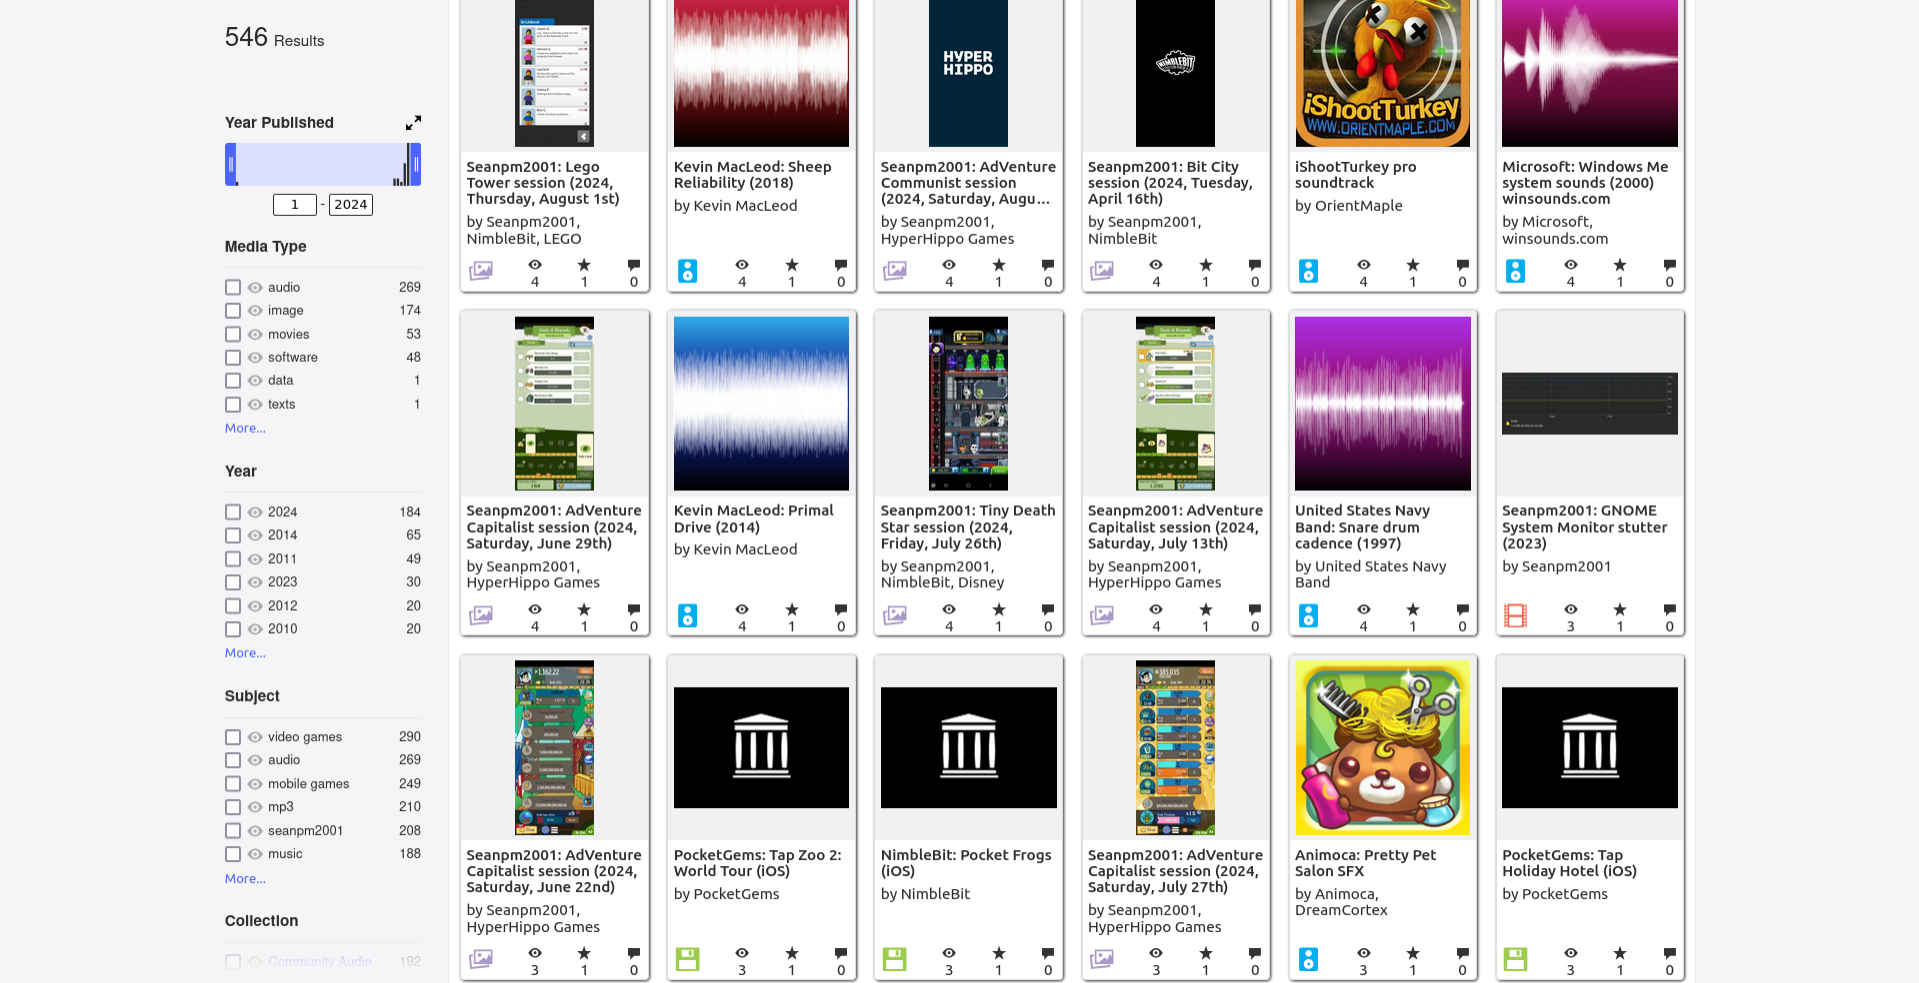 546 Results
Year Published
1 - 2024
Media Type
audio 269
image 174
movies 53
software 48
data 1
texts 1
More...
Year
2024 184
2014 65
2011 49
2023 30
2012 20
2010 20
More...
Subject
video games 290
audio 269
mobile games 249
mp3 210
seanpm2001 208
music 188
More...
Collection
Community Audio 192
Seanpm2001: Lego
Tower session (2024,
Thursday, August 1st)
by Seanpm2001,
NimbleBit, LEGO
4 1 0
Kevin MacLeod: Sheep
Reliability (2018)
by Kevin MacLeod
4 1 0
HYPER
HIPPO
Seanpm2001: AdVenture
Communist session
(2024, Saturday, Augu...
by Seanpm2001,
HyperHippo Games
4 1 0
NIMBLEBIT
Seanpm2001: Bit City
session (2024, Tuesday,
April 16th)
by Seanpm2001,
NimbleBit
4 1 0
iShootTurkey
WWW.ORIENTMAPLE.COM
iShootTurkey pro
soundtrack
by OrientMaple
4 1 0
Microsoft: Windows Me
system sounds (2000)
winsounds.com
by Microsoft,
winsounds.com
4 1 0
Seanpm2001: AdVenture
Capitalist session (2024,
Saturday, June 29th)
by Seanpm2001,
HyperHippo Games
4 1 0
Kevin MacLeod: Primal
Drive (2014)
by Kevin MacLeod
4 1 0
Seanpm2001: Tiny Death
Star session (2024,
Friday, July 26th)
by Seanpm2001,
NimbleBit, Disney
4 1 0
Seanpm2001: AdVenture
Capitalist session (2024,
Saturday, July 13th)
by Seanpm2001,
HyperHippo Games
4 1 0
United States Navy
Band: Snare drum
cadence (1997)
by United States Navy
Band
4 1 0
Seanpm2001: GNOME
System Monitor stutter
(2023)
by Seanpm2001
3 1 0
Seanpm2001: AdVenture
Capitalist session (2024,
Saturday, June 22nd)
by Seanpm2001,
HyperHippo Games
3 1 0
PocketGems: Tap Zoo 2:
World Tour (iOS)
by PocketGems
3 1 0
NimbleBit: Pocket Frogs
(iOS)
by NimbleBit
3 1 0
Seanpm2001: AdVenture
Capitalist session (2024,
Saturday, July 27th)
by Seanpm2001,
HyperHippo Games
3 1 0
Animoca: Pretty Pet
Salon SFX
by Animoca,
DreamCortex
3 1 0
PocketGems: Tap
Holiday Hotel (iOS)
by PocketGems
3 1 0